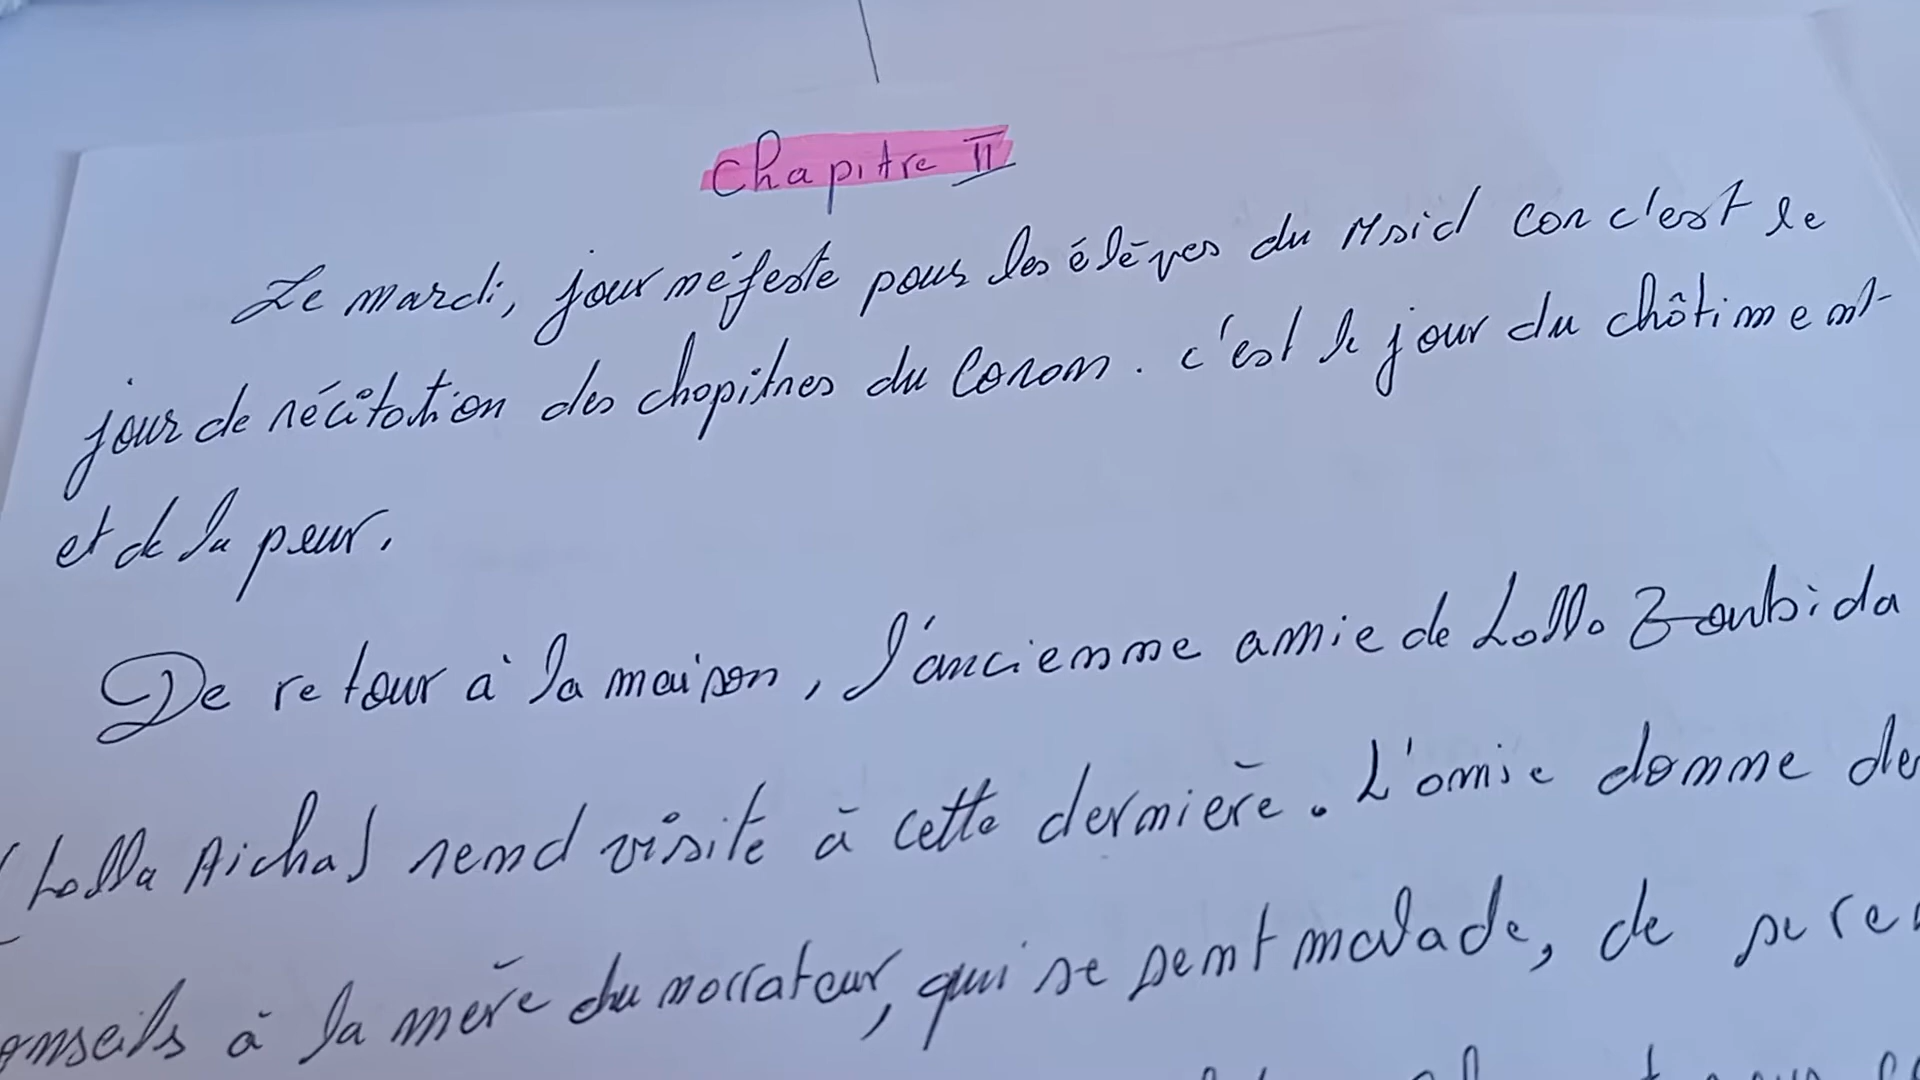 Chapitre II
Le mardi, jour néfeste pour les élèves du Msid car c'est le
jour de récitation des chapitres du Coran. c'est le jour du châtiment
et de la peur.
De retour à la maison, l'ancienne amie de Lalla Zoubida
(Lalla Aicha) rend visite à cette dernière. L'amie donne de
onseils à la mère du narrateur, qui se sent malade, de se re